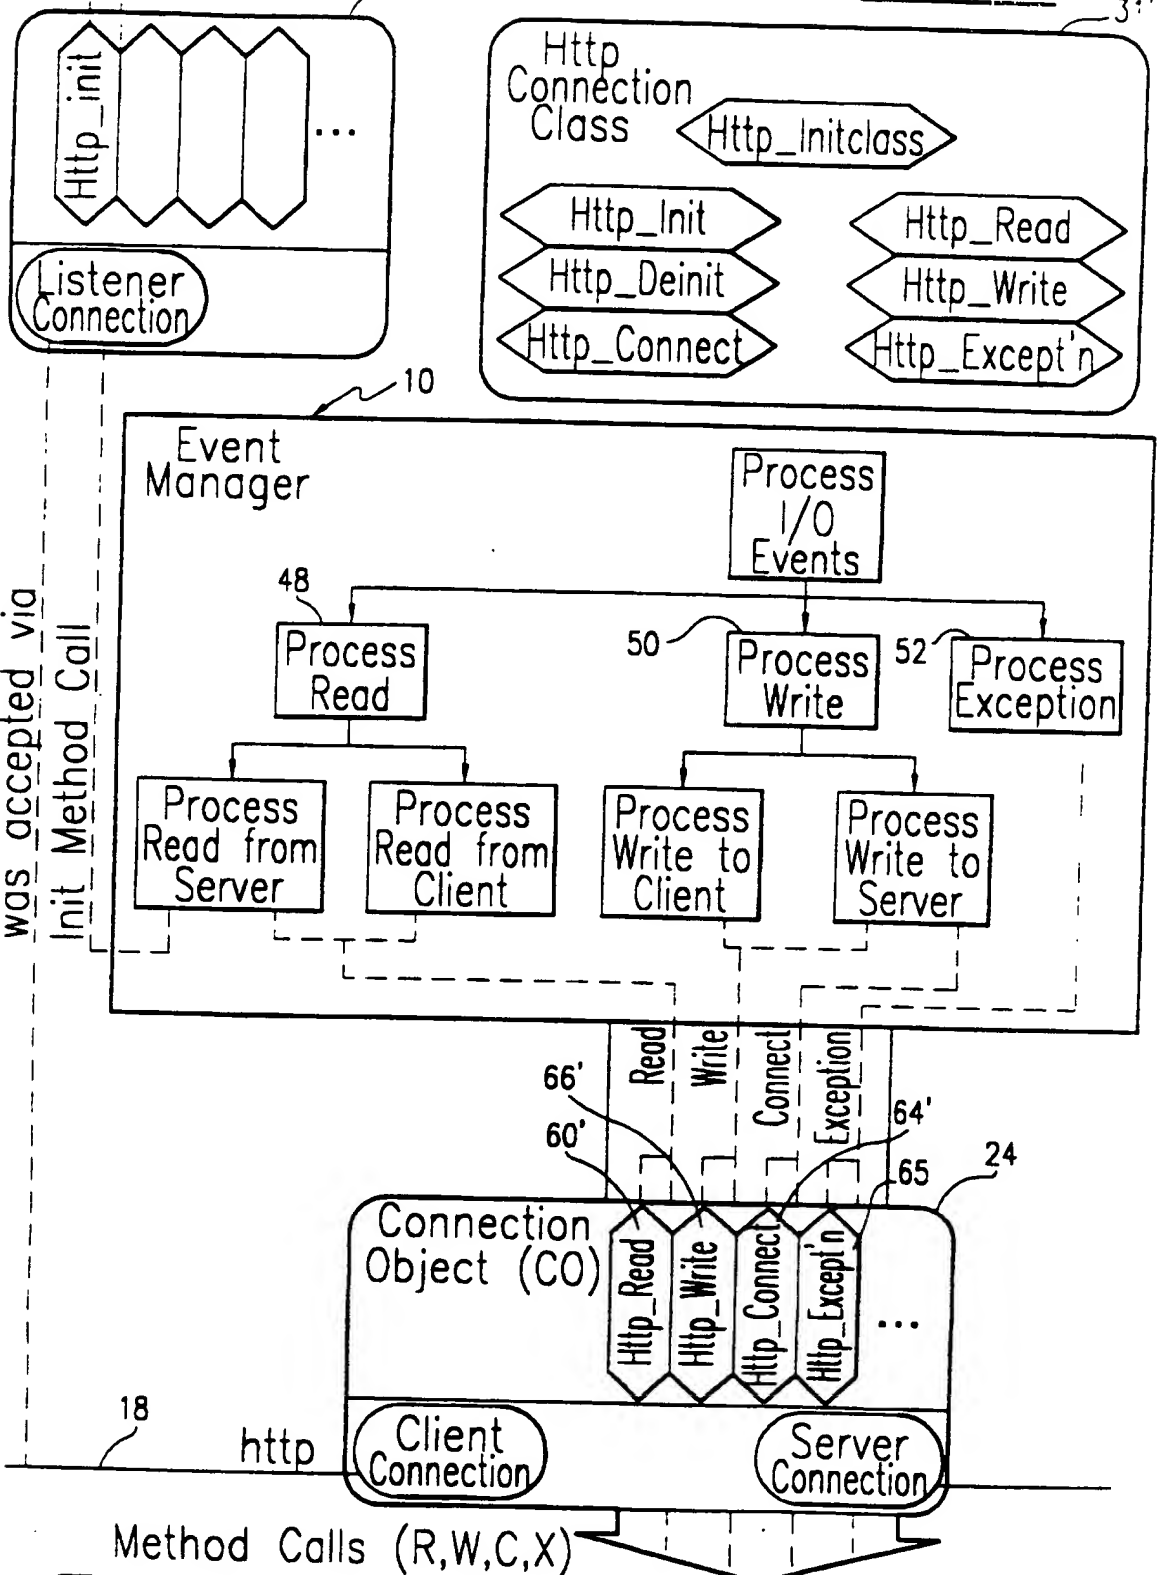 Http_init
...
Listener
Connection
Http
Connection
Class
Http_Initclass
Http_Init
Http_Deinit
Http_Connect
Http_Read
Http_Write
Http_Except'n
10
Event
Manager
Process
I/O
Events
48
Process
Read
50
Process
Write
52
Process
Exception
Process
Read from
Server
Process
Read from
Client
Process
Write to
Client
Process
Write to
Server
was accepted via
Init Method Call
Read
Write
Connect
Exception
66'
60'
64'
65
24
Connection
Object (CO)
Http_Read
Http_Write
Http_Connect
Http_Except'n
...
18
http
Client
Connection
Server
Connection
Method Calls (R,W,C,X)